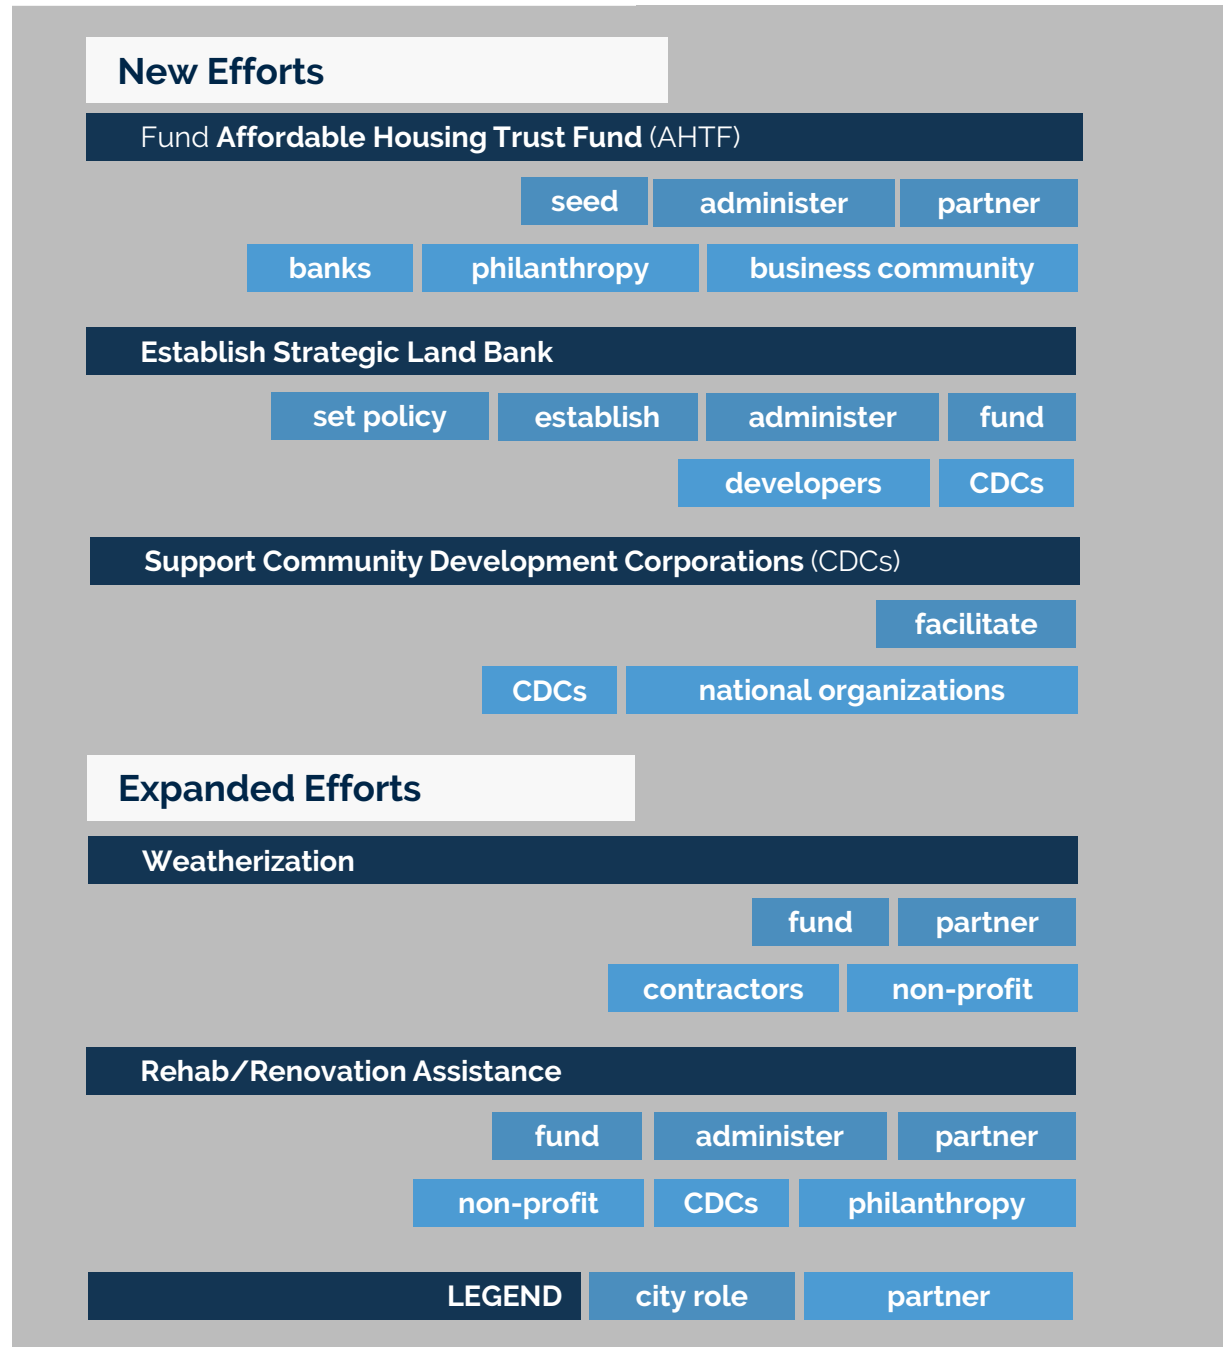 New Efforts
Fund Affordable Housing Trust Fund (AHTF)
seed administer partner
banks philanthropy business community
Establish Strategic Land Bank
set policy establish administer fund
developers CDCs
Support Community Development Corporations (CDCs)
facilitate
CDCs national organizations
Expanded Efforts
Weatherization
fund partner
contractors non-profit
Rehab/Renovation Assistance
fund administer partner
non-profit CDCs philanthropy
LEGEND city role partner